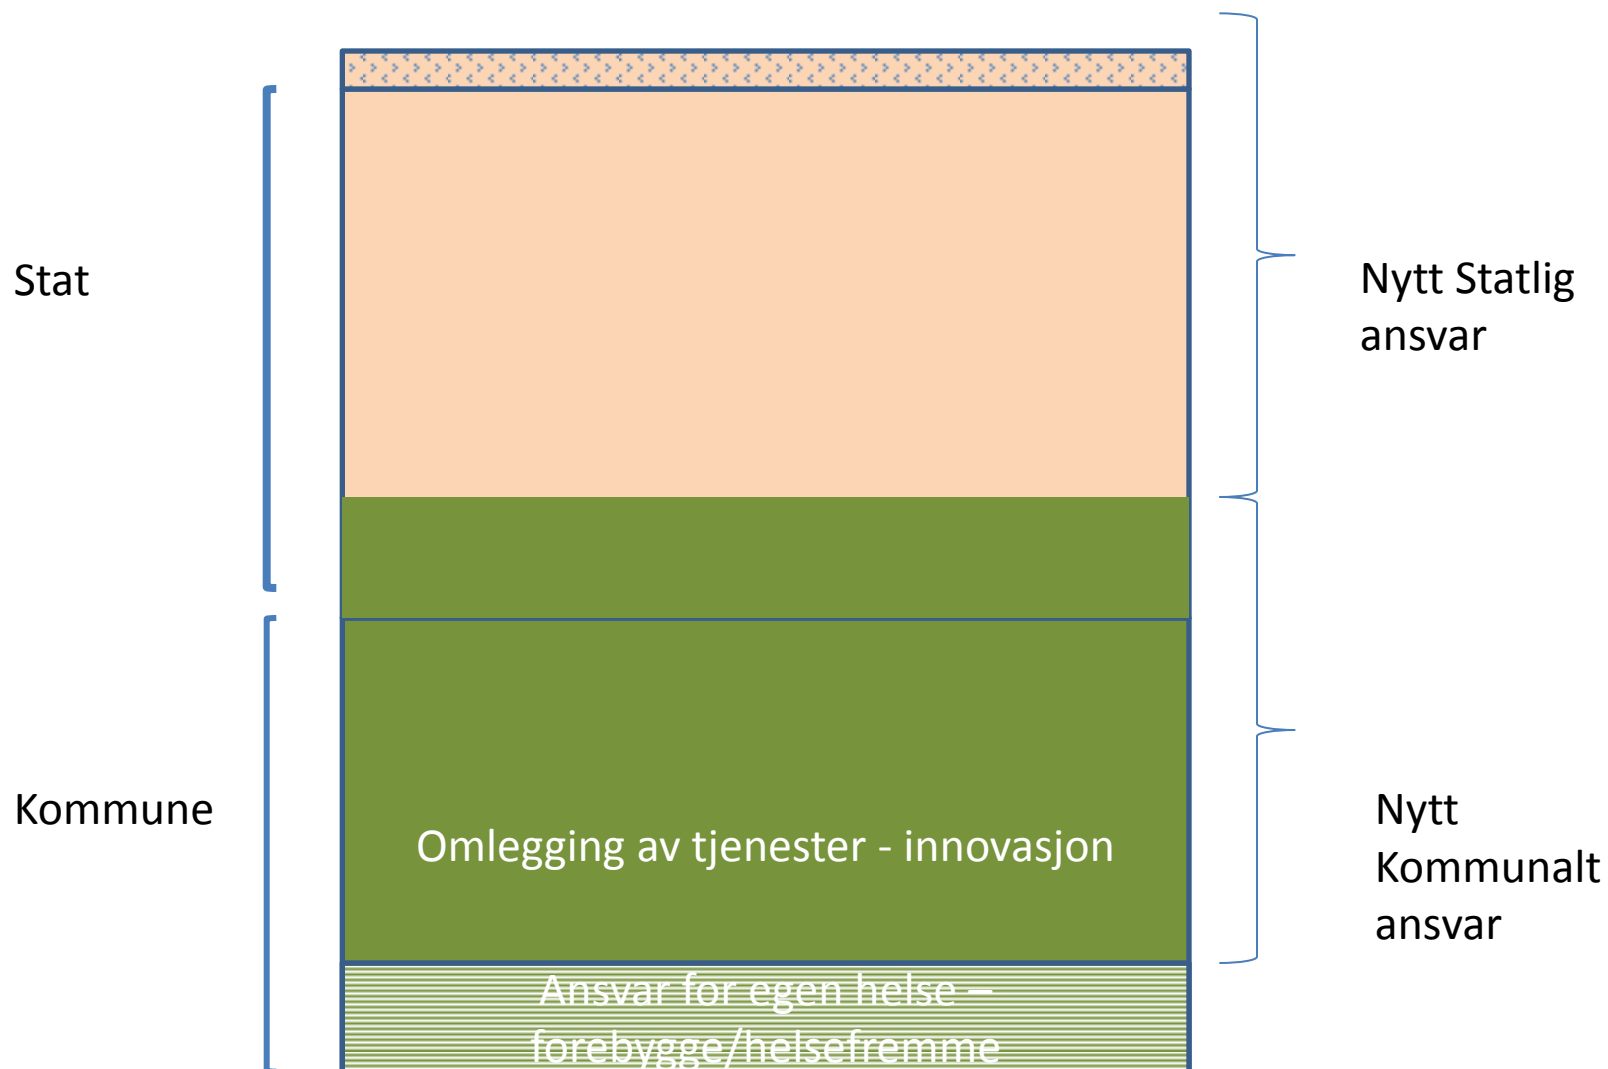 Stat
Nytt Statlig
ansvar
Kommune
Omlegging av tjenester - innovasjon
Nytt
Kommunalt
ansvar
Ansvar for egen helse –
forebygge/helsefremme